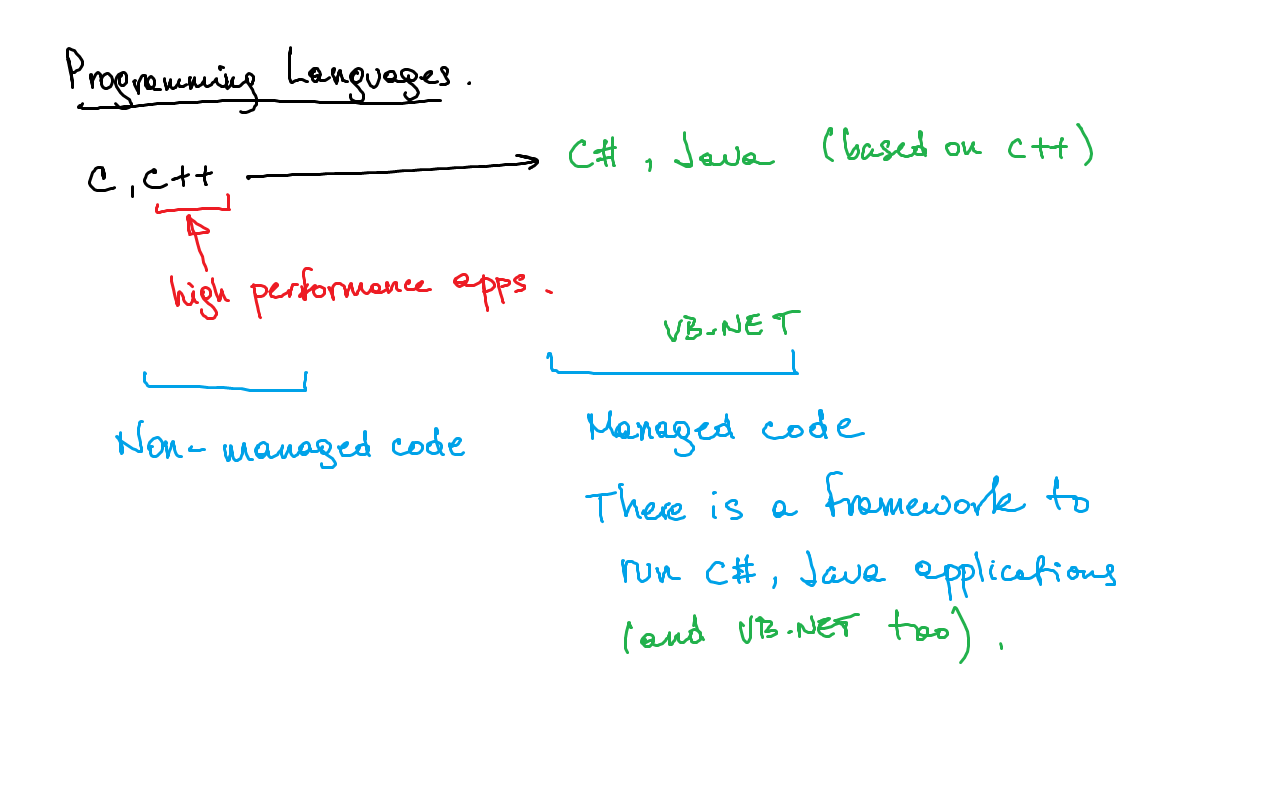 Programming Languages.
C, C++ C#, Java (based on C++)
high performance apps.
VB.NET
Non-managed code
Managed code
There is a framework to
run C#, Java applications
(and VB.NET too).